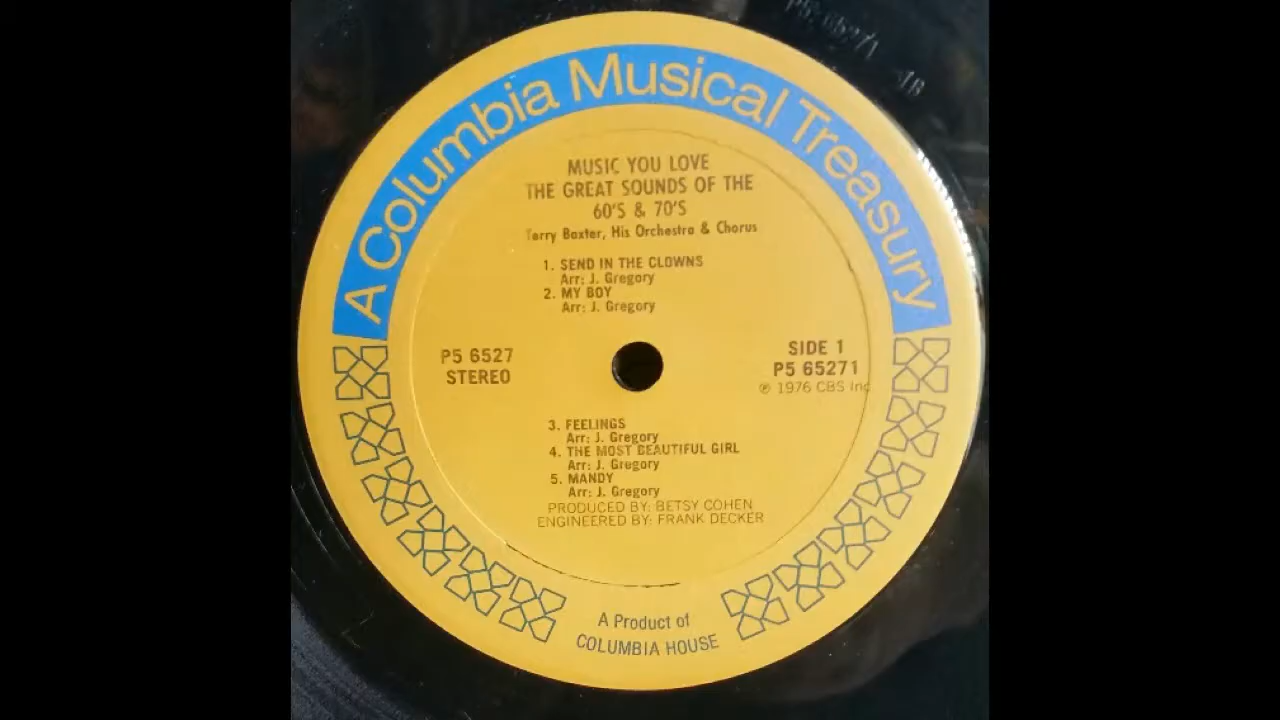 A Columbia Musical Treasury
MUSIC YOU LOVE
THE GREAT SOUNDS OF THE
60'S & 70'S
Terry Baxter, His Orchestra & Chorus
1. SEND IN THE CLOWNS
Arr: J. Gregory
2. MY BOY
Arr: J. Gregory
P5 6527
STEREO
SIDE 1
P5 65271
℗ 1976 CBS Inc
3. FEELINGS
Arr: J. Gregory
4. THE MOST BEAUTIFUL GIRL
Arr: J. Gregory
5. MANDY
Arr: J. Gregory
PRODUCED BY: BETSY COHEN
ENGINEERED BY: FRANK DECKER
A Product of
COLUMBIA HOUSE